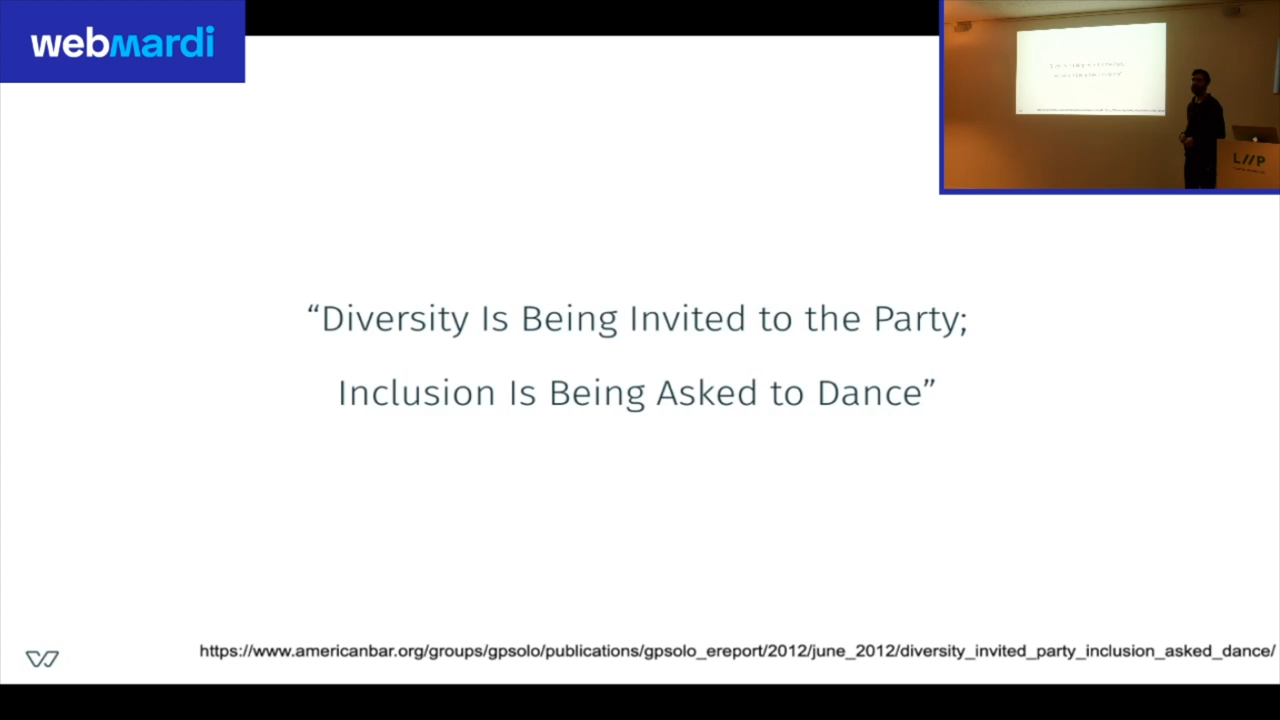 webmardi
LIIP
“Diversity Is Being Invited to the Party;
Inclusion Is Being Asked to Dance”
https://www.americanbar.org/groups/gpsolo/publications/gpsolo_ereport/2012/june_2012/diversity_invited_party_inclusion_asked_dance/